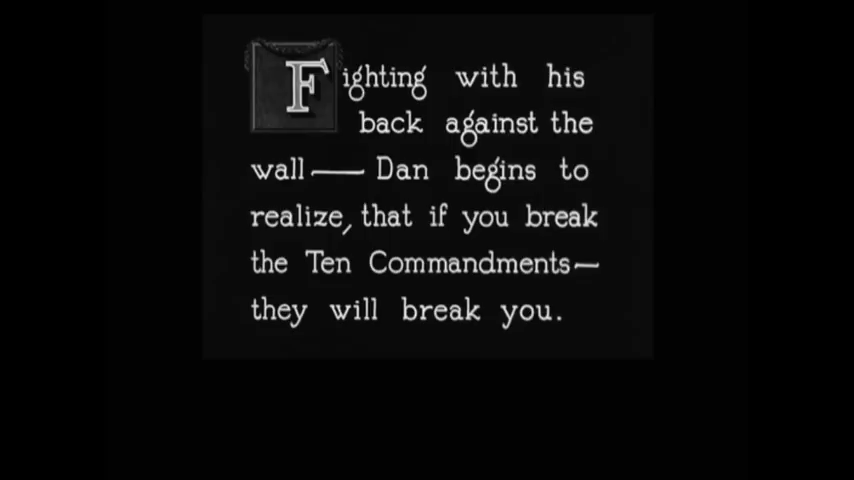 Fighting with his
back against the
wall — Dan begins to
realize, that if you break
the Ten Commandments —
they will break you.